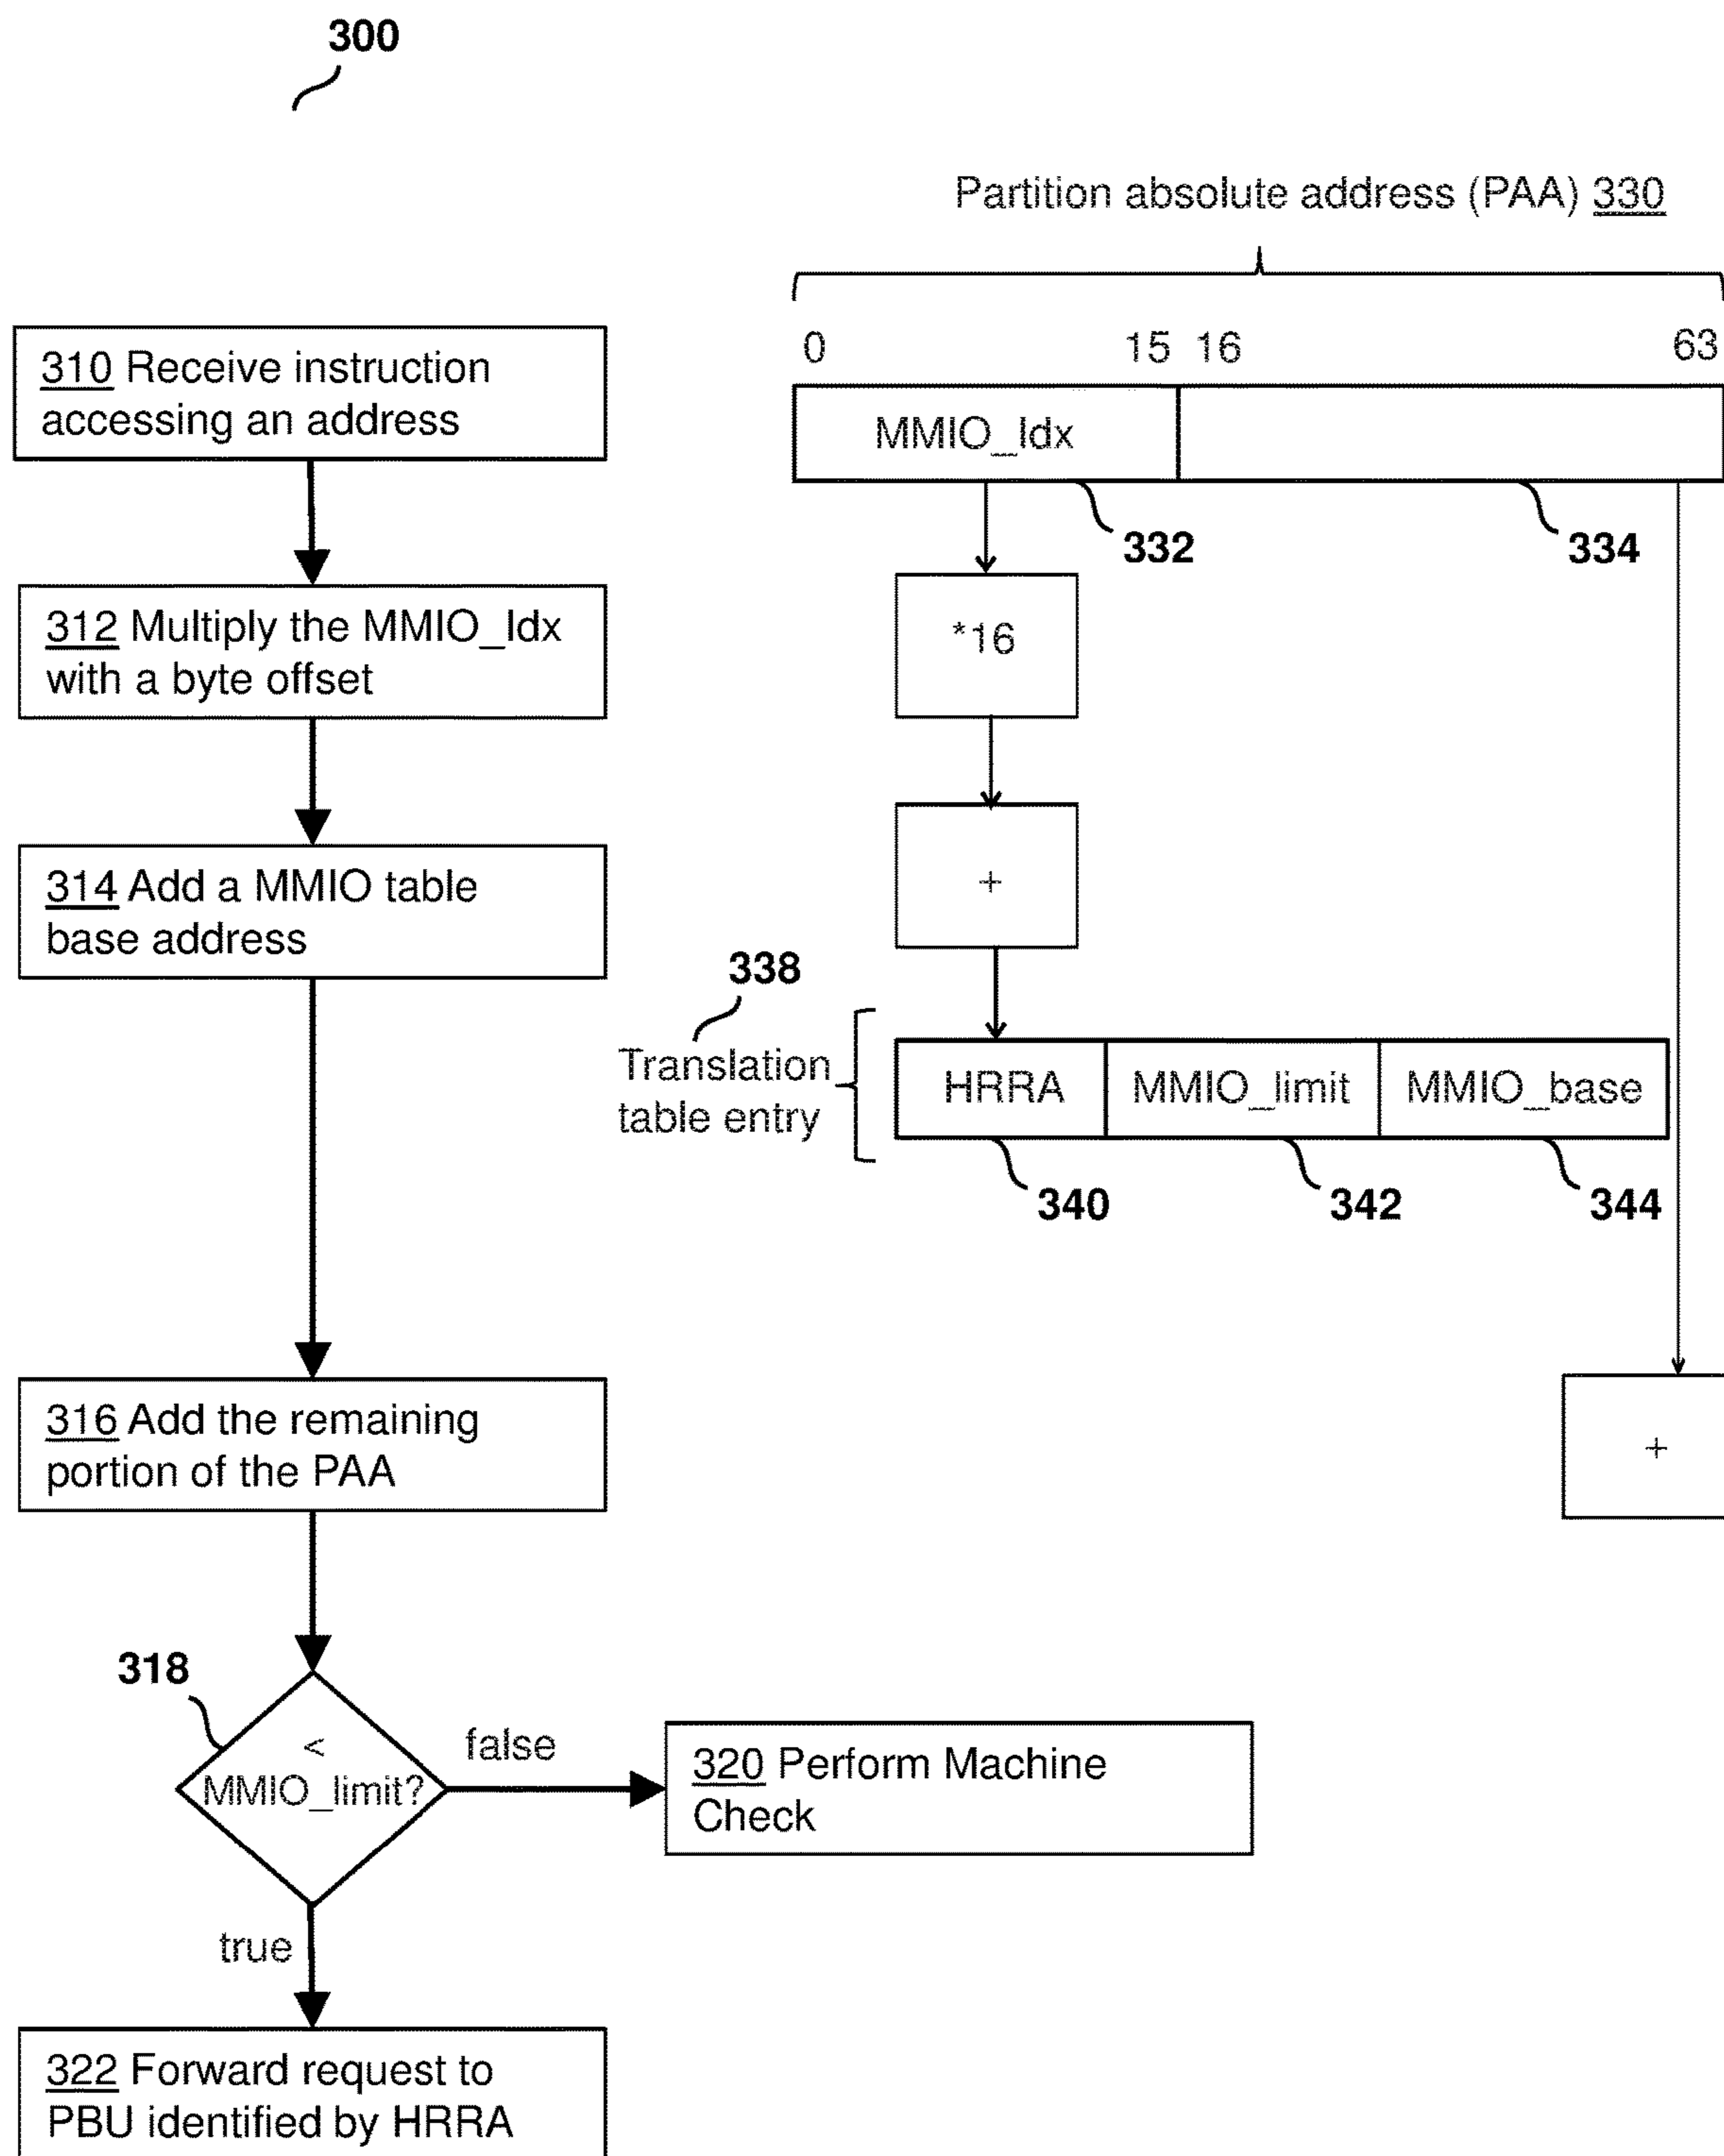 300
Partition absolute address (PAA) 330
0 15 16 63
310 Receive instruction
accessing an address
MMIO_Idx
332
334
312 Multiply the MMIO_Idx
with a byte offset
*16
314 Add a MMIO table
base address
+
338
Translation
table entry
HRRA MMIO_limit MMIO_base
340
342
344
316 Add the remaining
portion of the PAA
+
318
<
MMIO_limit?
false
320 Perform Machine
Check
true
322 Forward request to
PBU identified by HRRA